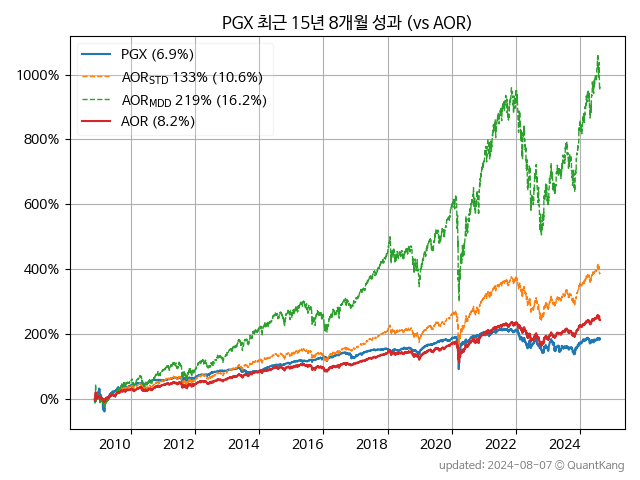 PGX 최근 15년 8개월 성과 (vs AOR)
PGX (6.9%)
AOR_STD 133% (10.6%)
AOR_MDD 219% (16.2%)
AOR (8.2%)
1000%
800%
600%
400%
200%
0%
2010 2012 2014 2016 2018 2020 2022 2024
updated: 2024-08-07 © QuantKang